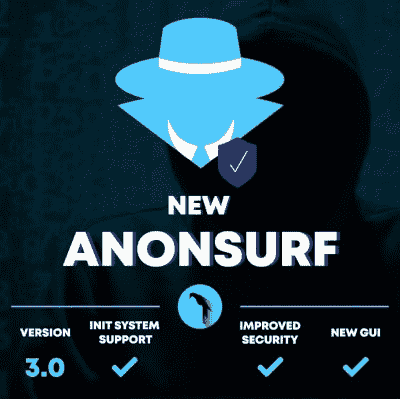 NEW
ANONSURF
VERSION
3.0
INIT SYSTEM
SUPPORT
IMPROVED
SECURITY
NEW GUI